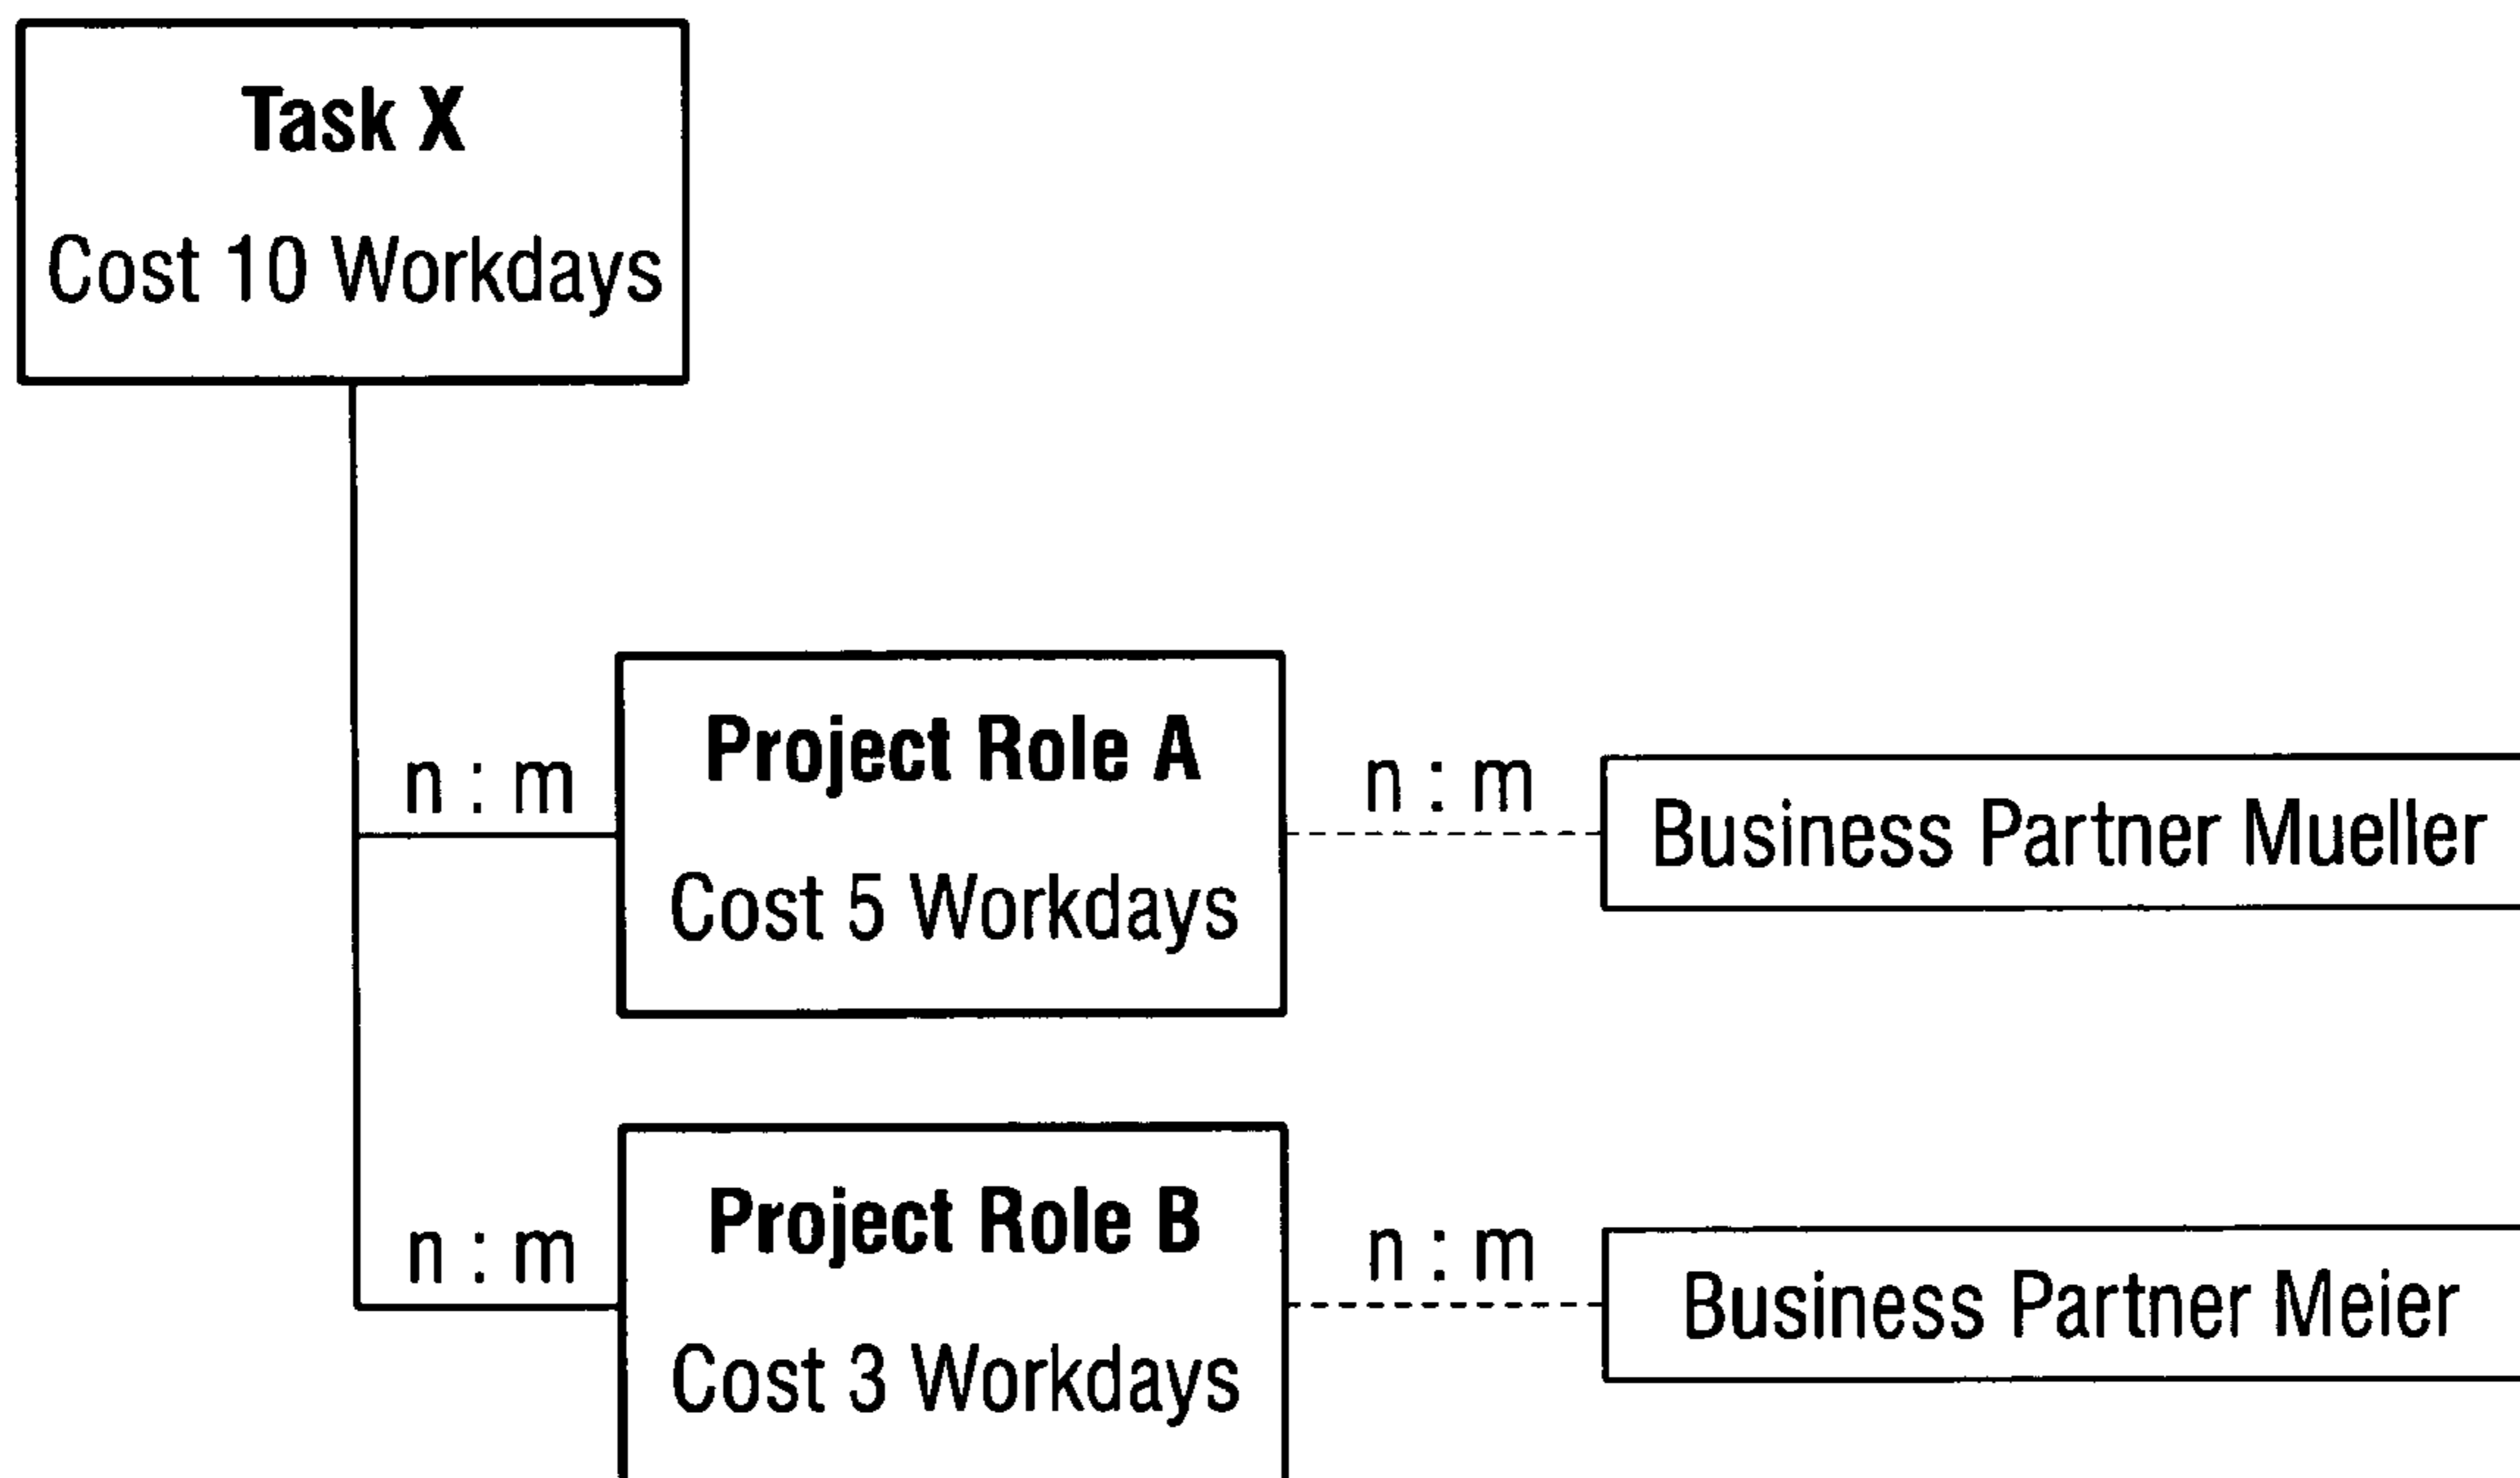 Task X
Cost 10 Workdays
n : m
Project Role A
Cost 5 Workdays
n : m
Business Partner Mueller
n : m
Project Role B
Cost 3 Workdays
n : m
Business Partner Meier